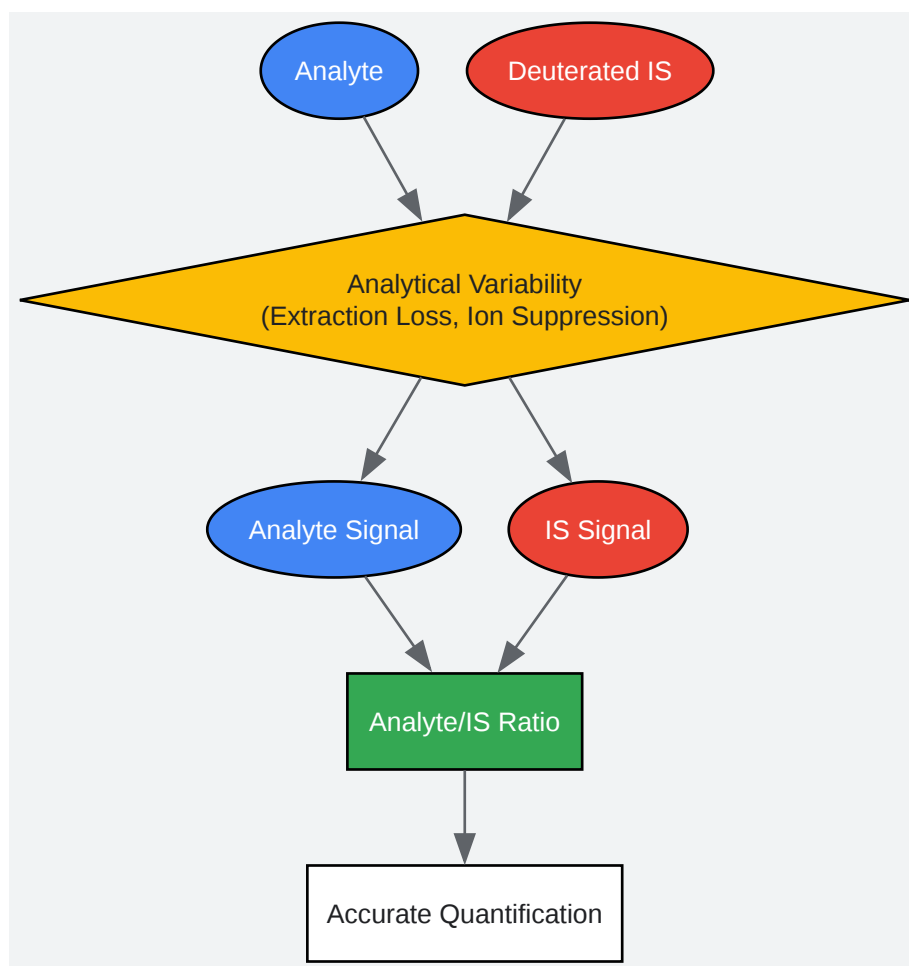 Analyte
Deuterated IS
Analytical Variability
(Extraction Loss, Ion Suppression)
Analyte Signal
IS Signal
Analyte/IS Ratio
Accurate Quantification